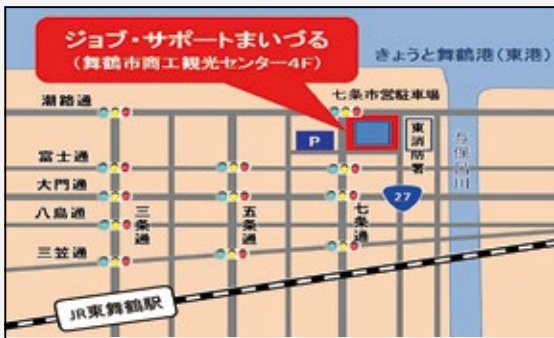 ジョブ・サポートまいづる
(舞鶴市商工観光センター4F)
きょうと舞鶴港(東港)
潮路通
七条市営駐車場
P
東消防署
与保呂川
富士通
大門通
27
八島通
三条通
五条通
七条通
三笠通
JR東舞鶴駅